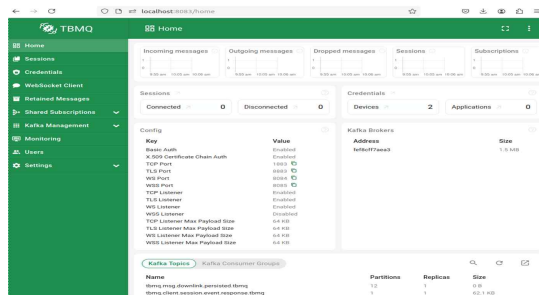 localhost:8083/home
TBMQ
Home
Home
Sessions
Credentials
WebSocket Client
Retained Messages
Shared Subscriptions
Kafka Management
Monitoring
Users
Settings
Incoming messages
Outgoing messages
Dropped messages
Sessions
Subscriptions
Sessions
Connected 0
Disconnected 0
Credentials
Devices 2
Applications 0
Config
Key Value
Basic Auth Enabled
X.509 Certificate Chain Auth Enabled
TCP Port 1883
TLS Port 8883
WS Port 8084
WSS Port 8085
TCP Listener Enabled
TLS Listener Enabled
WS Listener Enabled
WSS Listener Disabled
TCP Listener Max Payload Size 64 KB
TLS Listener Max Payload Size 64 KB
WS Listener Max Payload Size 64 KB
WSS Listener Max Payload Size 64 KB
Kafka Brokers
Address Size
1.5 MB
Kafka Topics Kafka Consumer Groups
Name Partitions Replicas Size
tbmq.msg.downlink.persisted.tbmq 12 1 0 B
tbmq.client.session.event.response.tbmq 1 1 62.1 KB